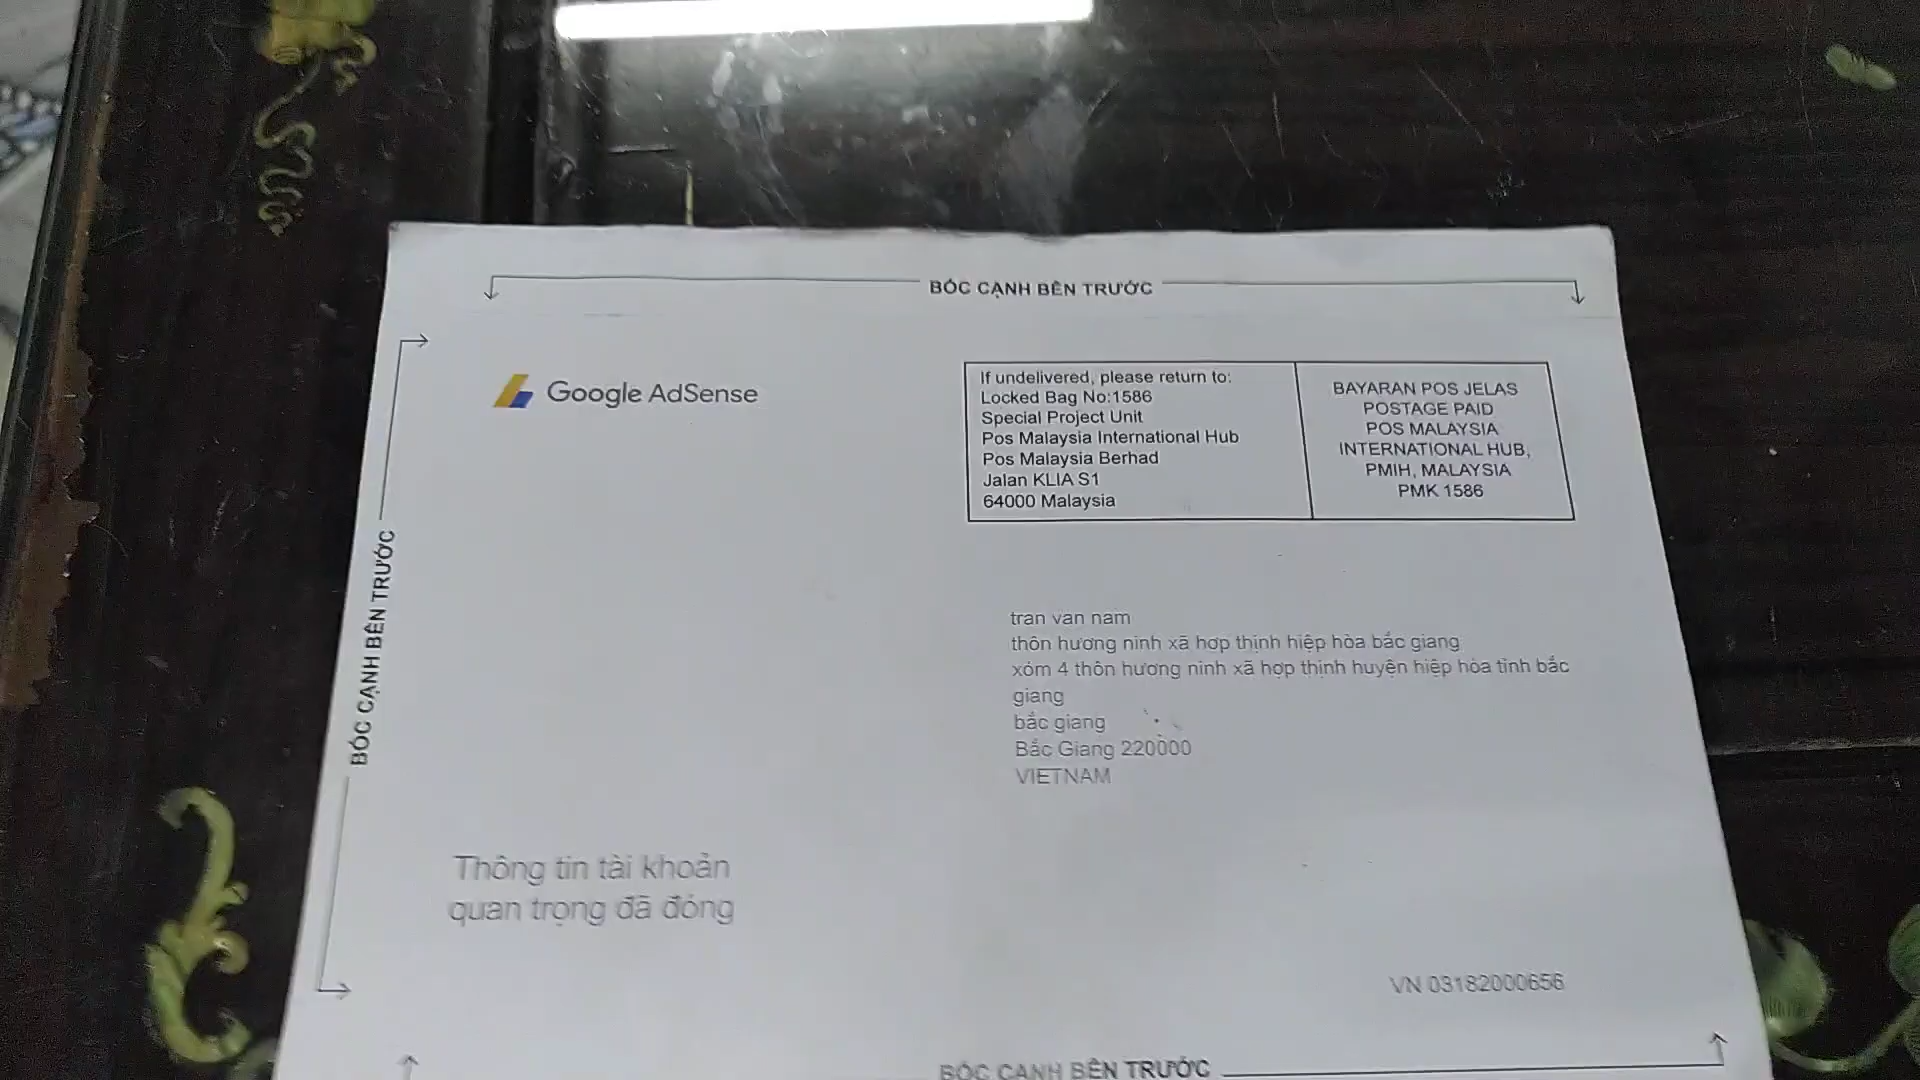 BÓC CẠNH BÊN TRƯỚC
BÓC CẠNH BÊN TRƯỚC
Google AdSense
If undelivered, please return to:
Locked Bag No:1586
Special Project Unit
Pos Malaysia International Hub
Pos Malaysia Berhad
Jalan KLIA S1
64000 Malaysia
BAYARAN POS JELAS
POSTAGE PAID
POS MALAYSIA
INTERNATIONAL HUB,
PMIH, MALAYSIA
PMK 1586
tran van nam
thôn hương ninh xã hợp thịnh hiệp hòa bắc giang
xóm 4 thôn hương ninh xã hợp thịnh huyện hiệp hòa tỉnh bắc
giang
bắc giang
Bắc Giang 220000
VIETNAM
Thông tin tài khoản
quan trọng đã đóng
VN 03182000656
BÓC CẠNH BÊN TRƯỚC